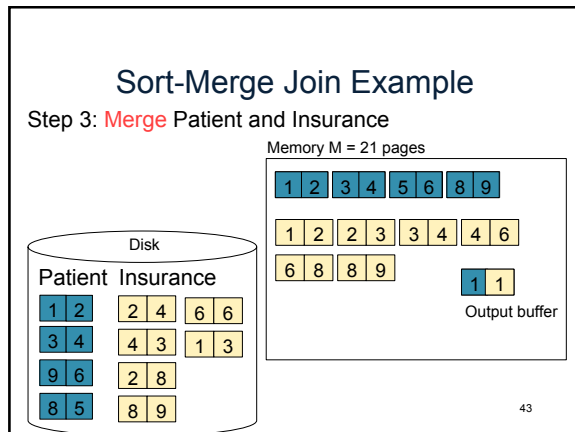 Sort-Merge Join Example
Step 3: Merge Patient and Insurance
Memory M = 21 pages
1 2 3 4 5 6 8 9
1 2 2 3 3 4 4 6
6 8 8 9
1 1
Output buffer
Disk
Patient Insurance
1 2 2 4 6 6
3 4 4 3 1 3
9 6 2 8
8 5 8 9
43